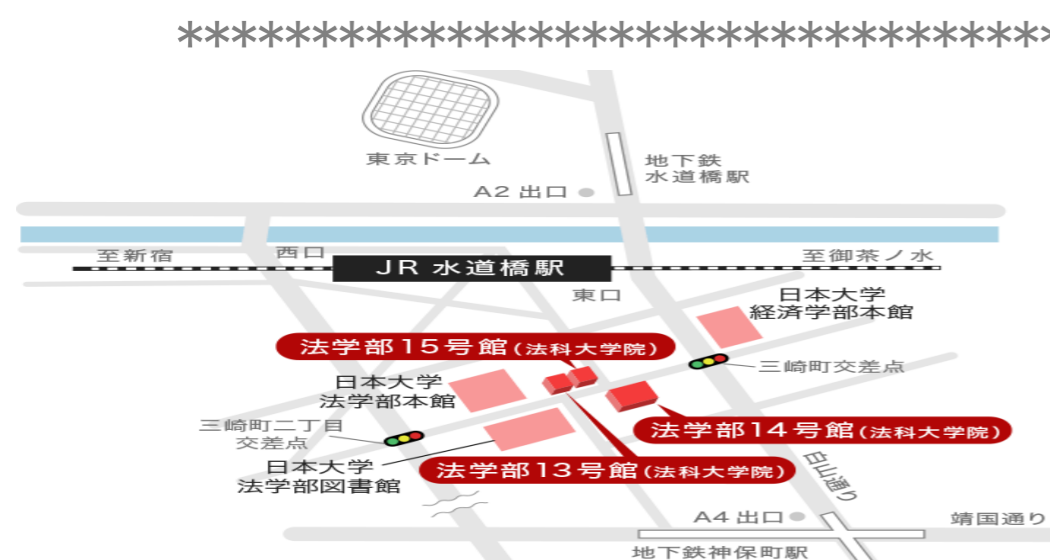 ********************************
東京ドーム
地下鉄
水道橋駅
A2 出口
至新宿
西口
JR 水道橋駅
至御茶ノ水
東口
日本大学
経済学部本館
法学部15号館(法科大学院)
三崎町交差点
日本大学
法学部本館
三崎町二丁目
交差点
法学部14号館(法科大学院)
日本大学
法学部図書館
法学部13号館(法科大学院)
白山通り
A4 出口
靖国通り
地下鉄神保町駅